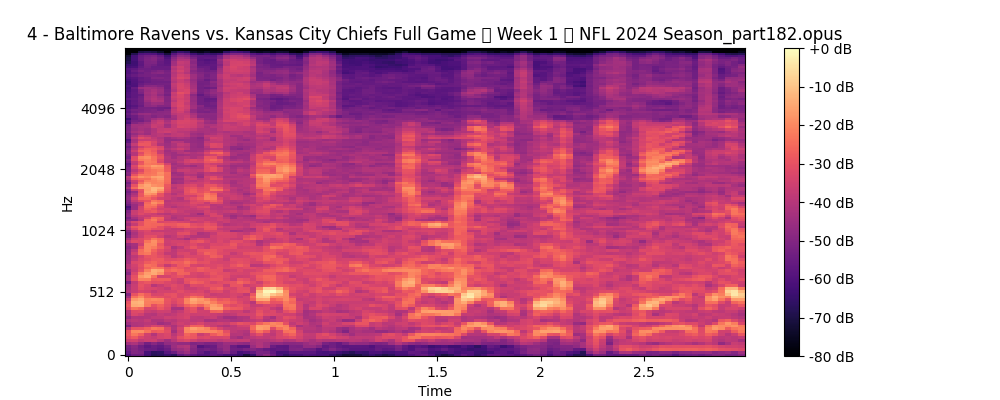 4 - Baltimore Ravens vs. Kansas City Chiefs Full Game ▯ Week 1 ▯ NFL 2024 Season_part182.opus
+0 dB
-10 dB
-20 dB
-30 dB
-40 dB
-50 dB
-60 dB
-70 dB
-80 dB
Hz
4096
2048
1024
512
0
0 0.5 1 1.5 2 2.5
Time